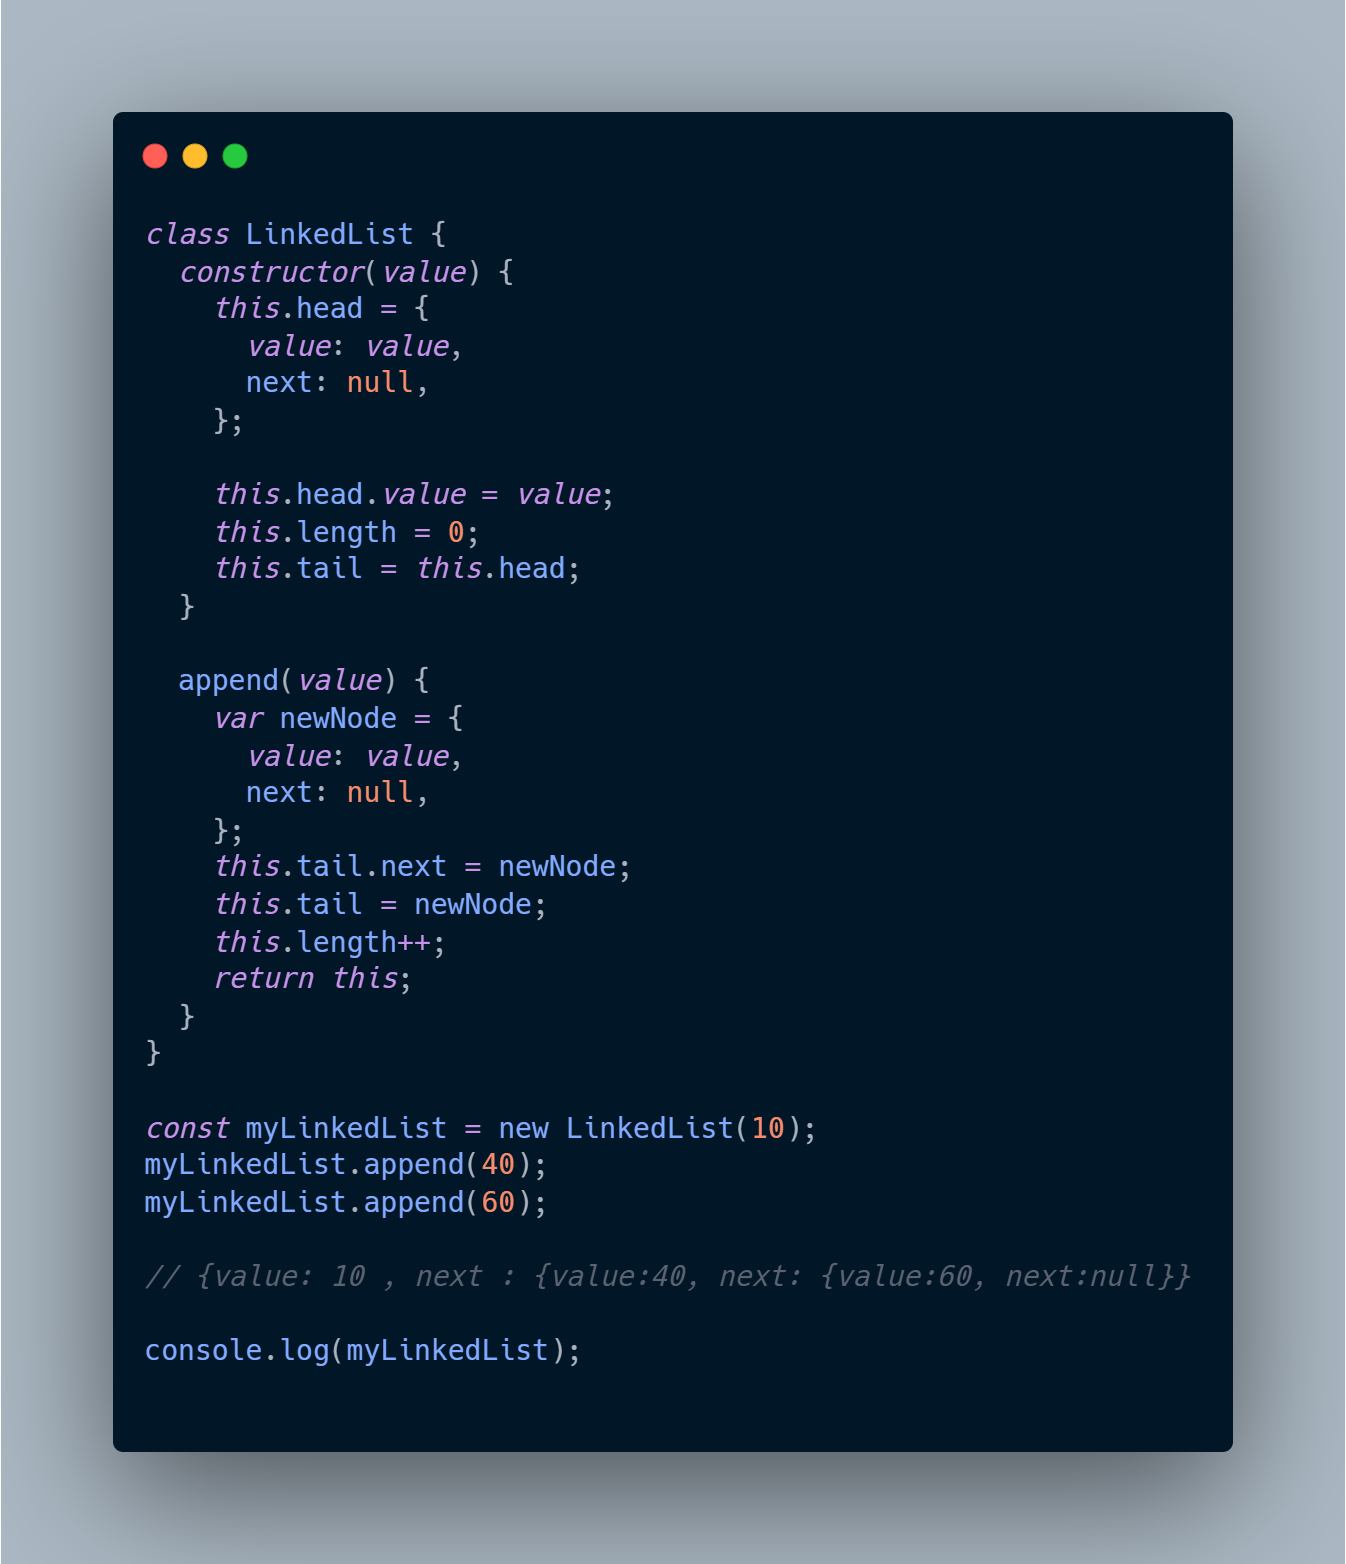 class LinkedList {
  constructor(value) {
    this.head = {
      value: value,
      next: null,
    };

    this.head.value = value;
    this.length = 0;
    this.tail = this.head;
  }

  append(value) {
    var newNode = {
      value: value,
      next: null,
    };
    this.tail.next = newNode;
    this.tail = newNode;
    this.length++;
    return this;
  }
}

const myLinkedList = new LinkedList(10);
myLinkedList.append(40);
myLinkedList.append(60);

// {value: 10 , next : {value:40, next: {value:60, next:null}}

console.log(myLinkedList);